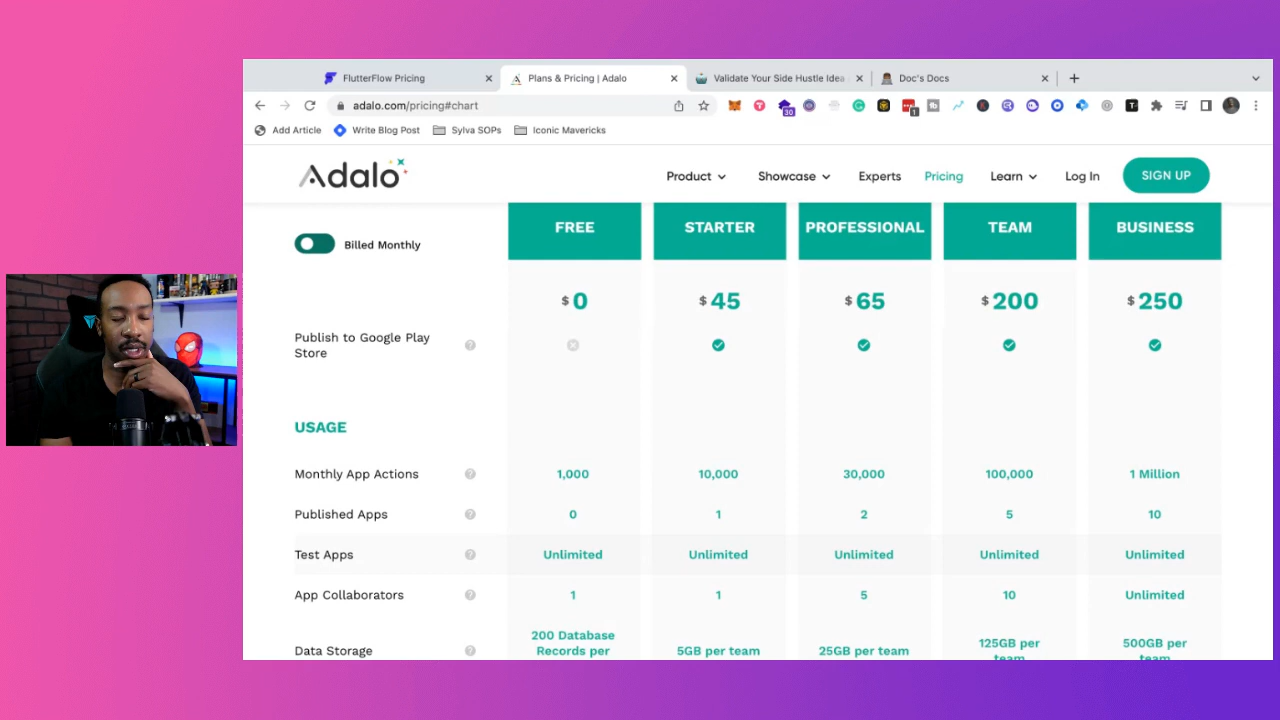 FlutterFlow Pricing
Plans & Pricing | Adalo
Validate Your Side Hustle Idea
Doc's Docs
adalo.com/pricing#chart
30
1
Add Article
Write Blog Post
Sylva SOPs
Iconic Mavericks
Adalo
Product
Showcase
Experts
Pricing
Learn
Log In
SIGN UP
Billed Monthly
FREE
STARTER
PROFESSIONAL
TEAM
BUSINESS
$0
$45
$65
$200
$250
Publish to Google Play
Store
USAGE
Monthly App Actions
1,000
10,000
30,000
100,000
1 Million
Published Apps
0
1
2
5
10
Test Apps
Unlimited
Unlimited
Unlimited
Unlimited
Unlimited
App Collaborators
1
1
5
10
Unlimited
Data Storage
200 Database
Records per
5GB per team
25GB per team
125GB per
team
500GB per
team